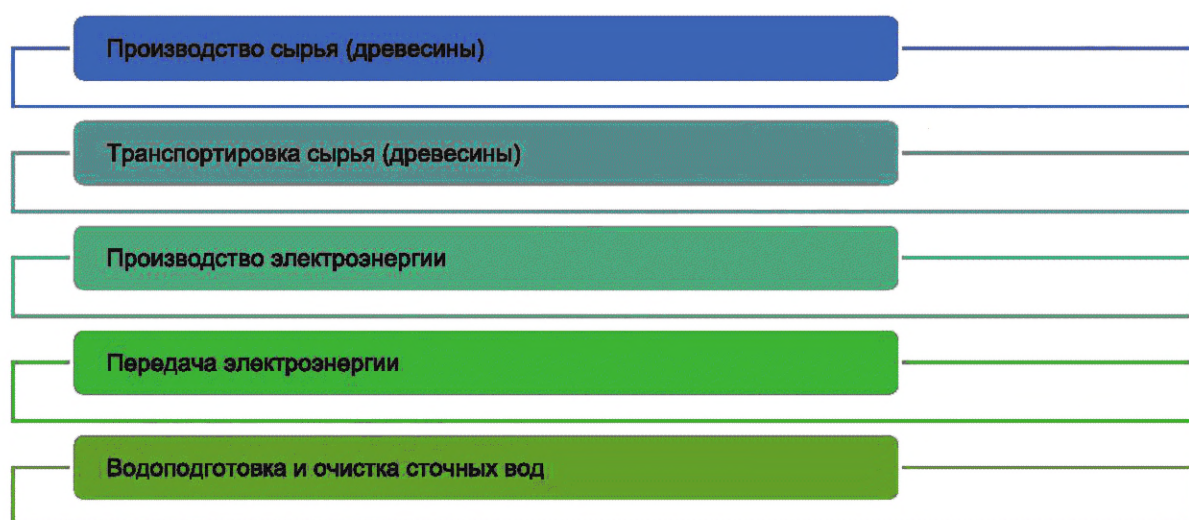 Производство сырья (древесины)
Транспортировка сырья (древесины)
Производство электроэнергии
Передача электроэнергии
Водоподготовка и очистка сточных вод